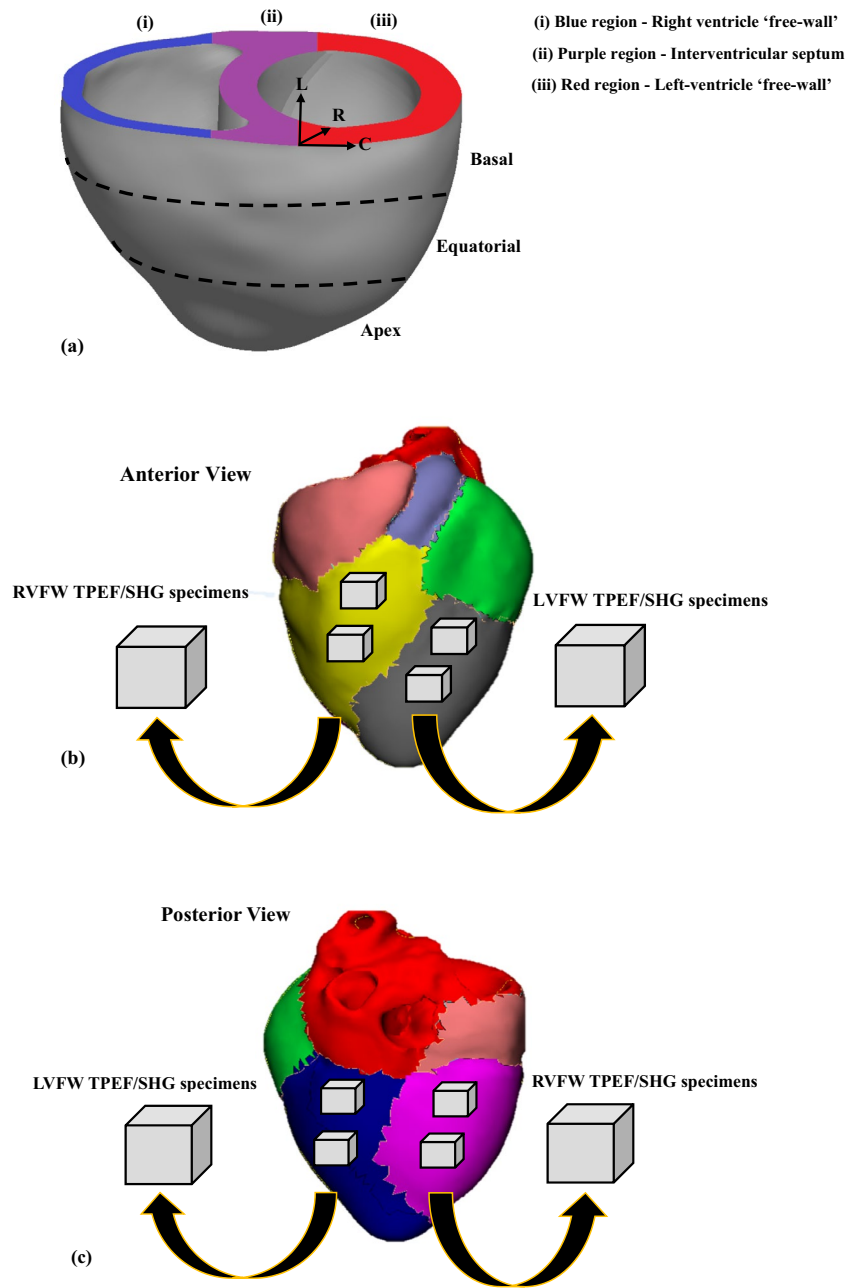 (i) (ii) (iii)
(i) Blue region - Right ventricle ‘free-wall’
(ii) Purple region - Interventricular septum
(iii) Red region - Left-ventricle ‘free-wall’
L
R
C
Basal
Equatorial
Apex
(a)
Anterior View
RVFW TPEF/SHG specimens
LVFW TPEF/SHG specimens
(b)
Posterior View
LVFW TPEF/SHG specimens
RVFW TPEF/SHG specimens
(c)